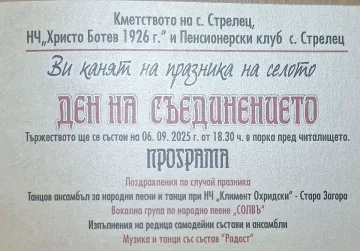 Кметството на с. Стрелец,
НЧ„Христо Ботев 1926 г." и Пенсионерски клуб с. Стрелец
Ви канят на празника на селото
ДЕН НА СЪЕДИНЕНИЕТО
Тържеството ще се състои на 06. 09. 2025 г. от 18.30 ч. в парка пред читалището.
ПРОГРАМА
Поздравления по случай празника
Танцов ансамбъл за народни песни и танци при НЧ „Климент Охридски" - Стара Загора
Вокална група по народно пеене „СОЛВЪ"
Изпълнения на редица самодейни състави и ансамбли
Музика и танци със състав "Радост"